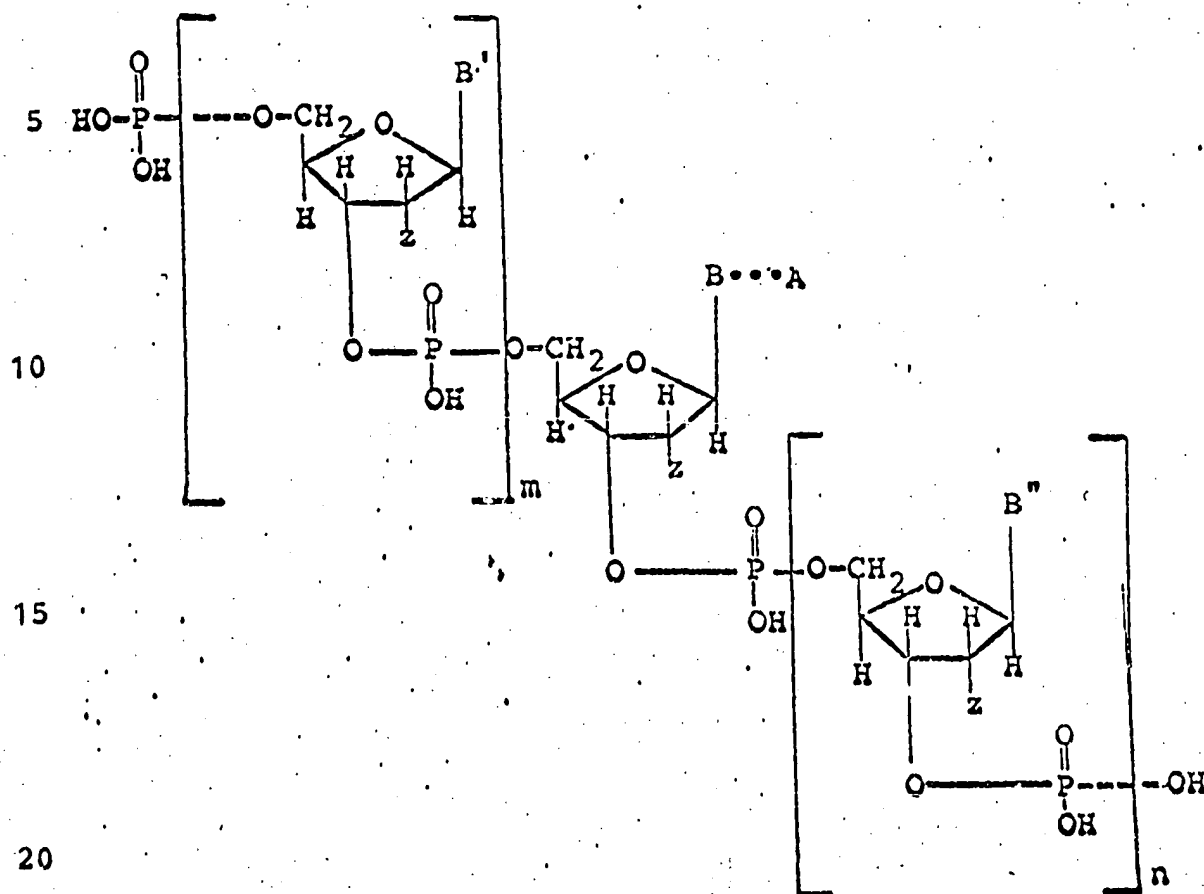 O
B'
5 HO-P-O-CH2 O
OH H H
H H
z
B•••A
O
O P O-CH2 O
10
OH H H
H H
z
m
B"
O
O P O-CH2 O
15 OH H H
H H
z
O
O P OH
OH
20
n